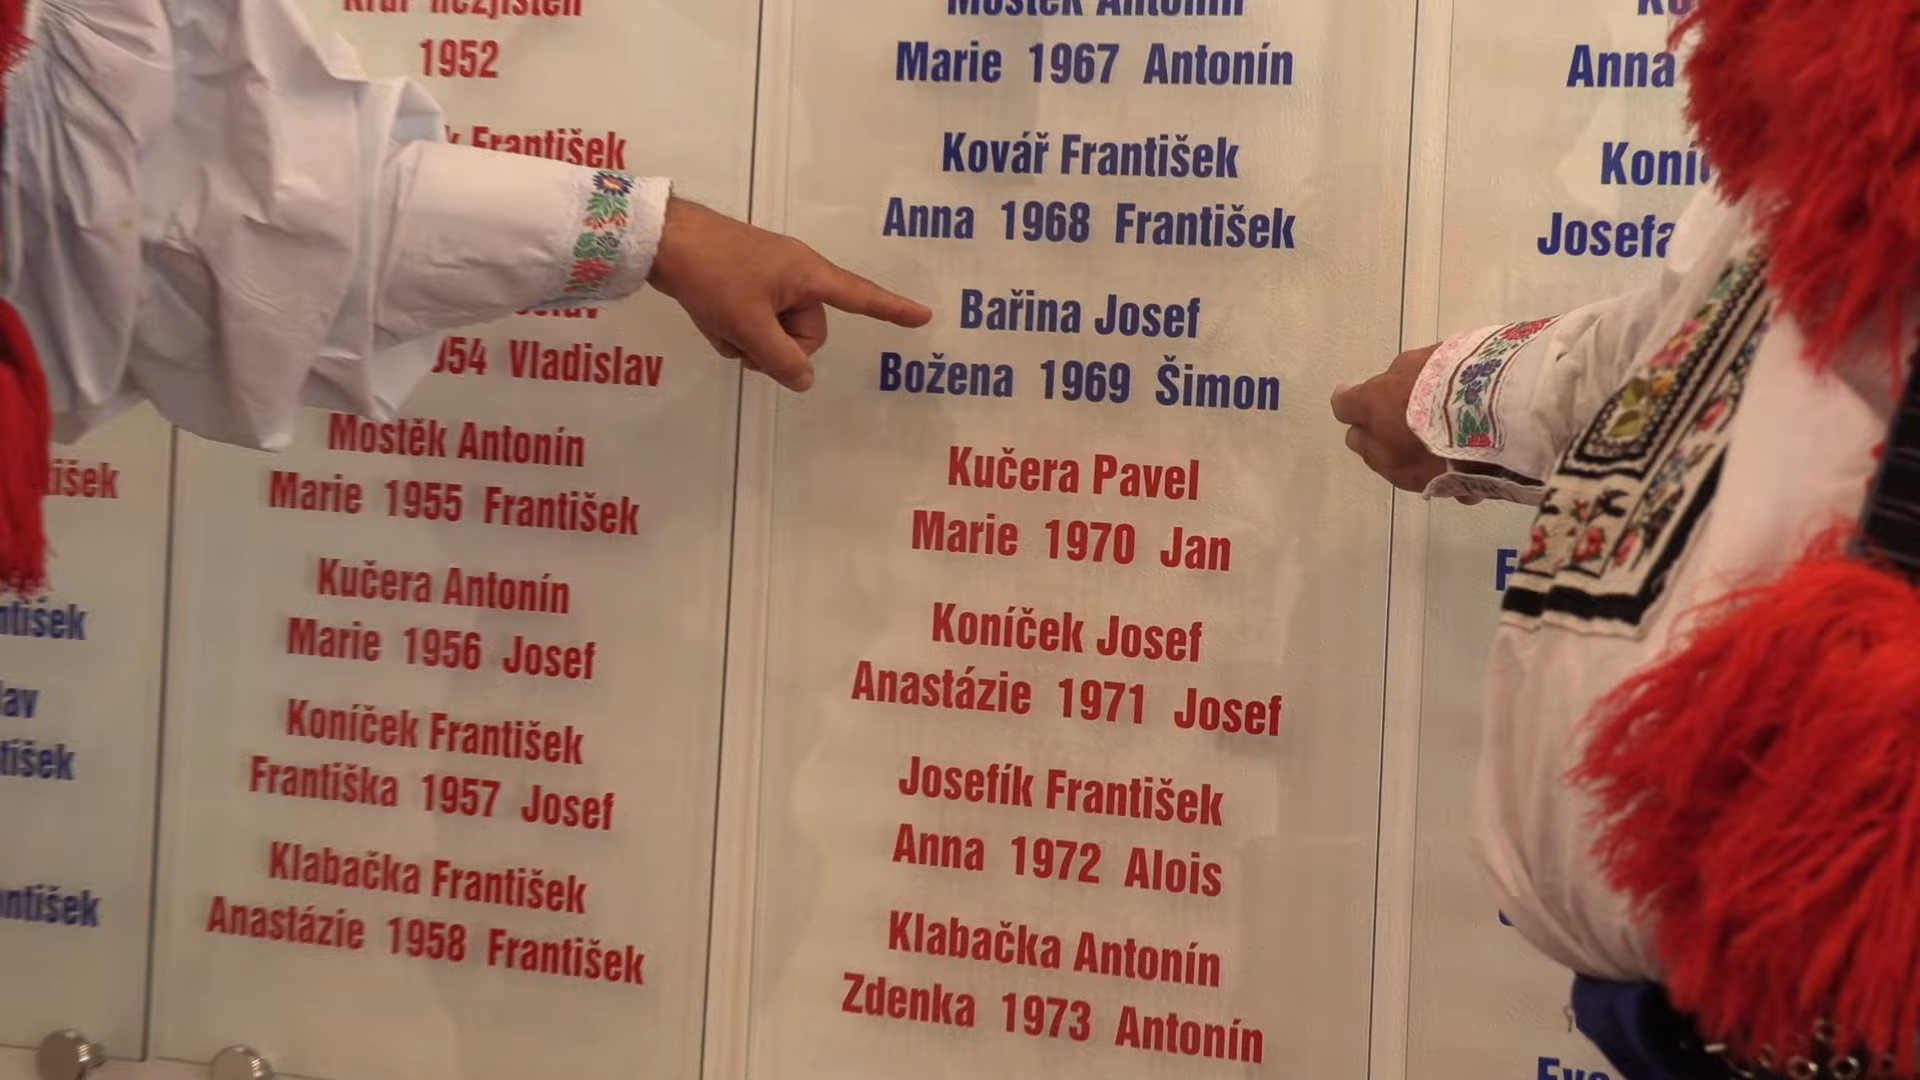 1952
František
Vladislav
Mostěk Antonín
Marie 1955 František
Kučera Antonín
Marie 1956 Josef
Koníček František
Františka 1957 Josef
Klabačka František
Anastázie 1958 František
Mostěk Antonín
Marie 1967 Antonín
Kovář František
Anna 1968 František
Bařina Josef
Božena 1969 Šimon
Kučera Pavel
Marie 1970 Jan
Koníček Josef
Anastázie 1971 Josef
Josefík František
Anna 1972 Alois
Klabačka Antonín
Zdenka 1973 Antonín
Anna